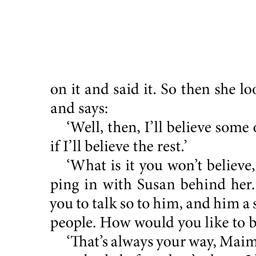 on it and said it. So then she
and says:
‘Well, then, I’ll believe some
if I’ll believe the rest.’
‘What is it you won’t believe,
ping in with Susan behind her.
you to talk so to him, and him a
people. How would you like to
‘That’s always your way,